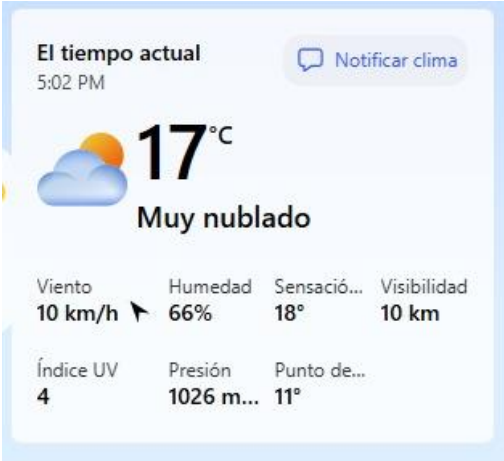 El tiempo actual
Notificar clima
5:02 PM
17°C
Muy nublado
Viento Humedad Sensació... Visibilidad
10 km/h 66% 18° 10 km
Índice UV Presión Punto de...
4 1026 m... 11°